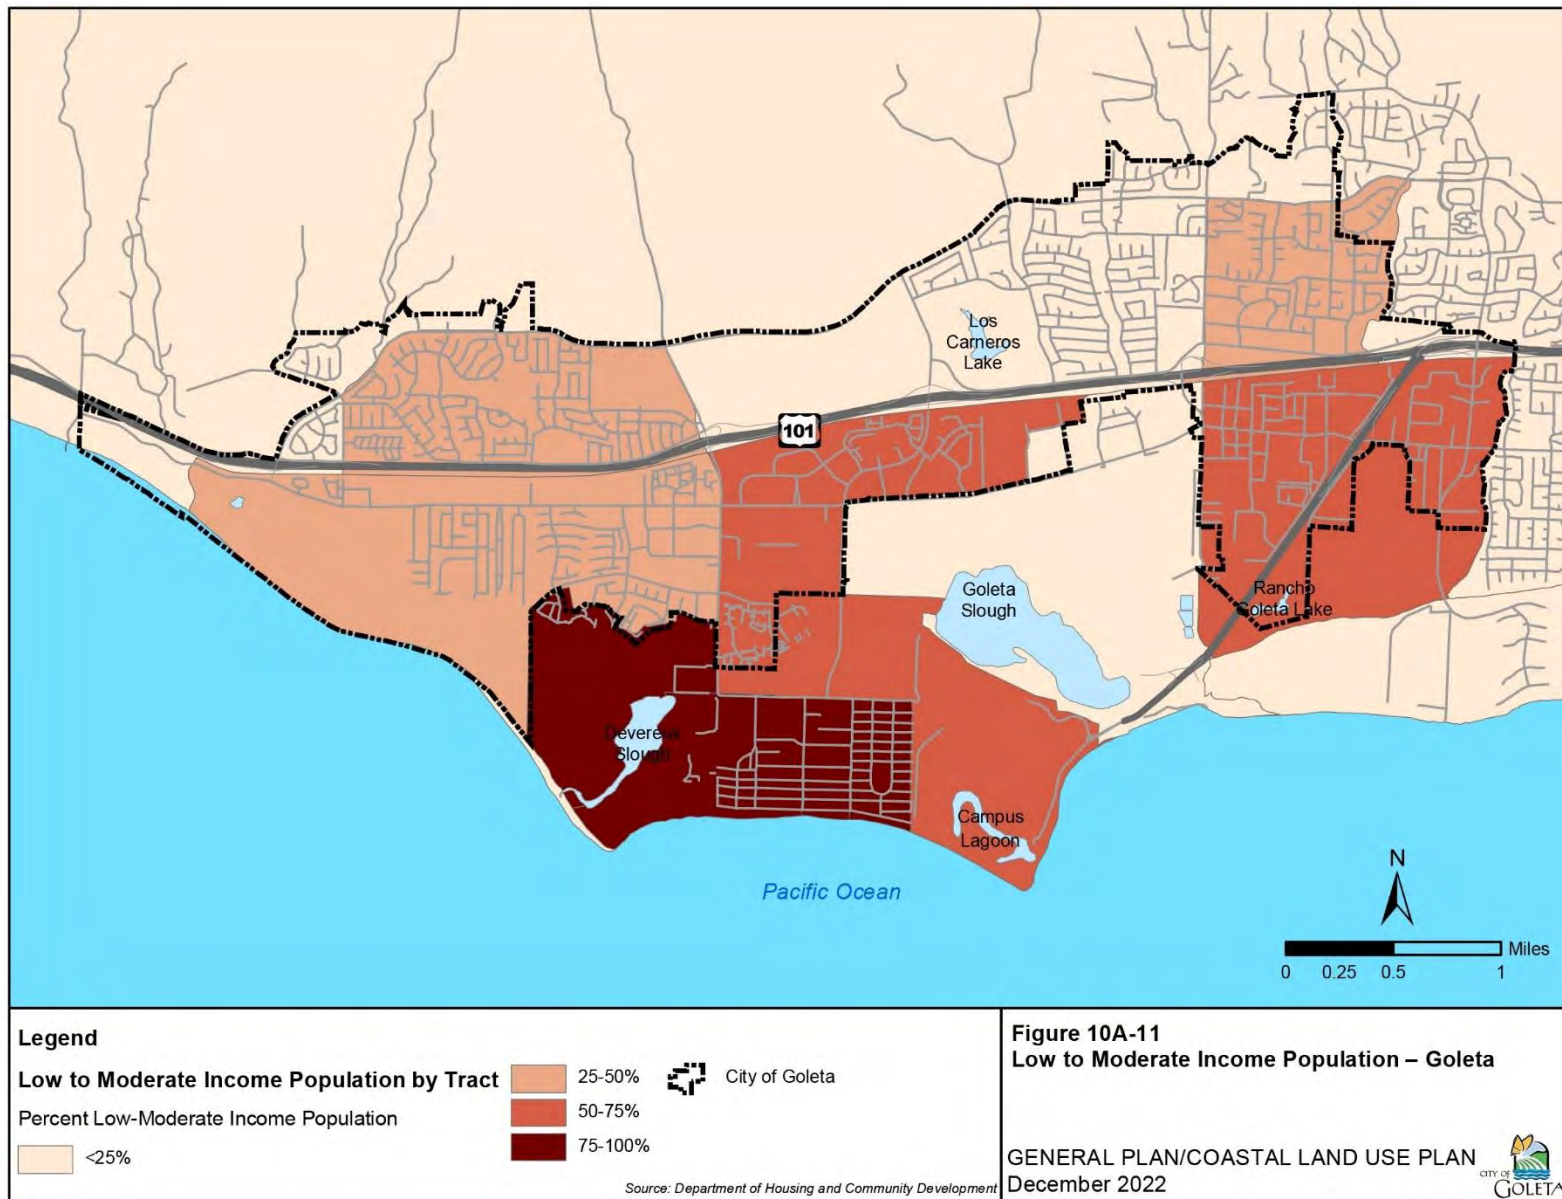 Los
Carneros
Lake
101
Goleta
Slough
Rancho
Goleta Lake
Devereux
Slough
Campus
Lagoon
Pacific Ocean
N
Miles
0 0.25 0.5 1
Legend
Low to Moderate Income Population by Tract
Percent Low-Moderate Income Population
<25%
25-50%
50-75%
75-100%
City of Goleta
Source: Department of Housing and Community Development
Figure 10A-11
Low to Moderate Income Population – Goleta
GENERAL PLAN/COASTAL LAND USE PLAN
December 2022
CITY OF
GOLETA